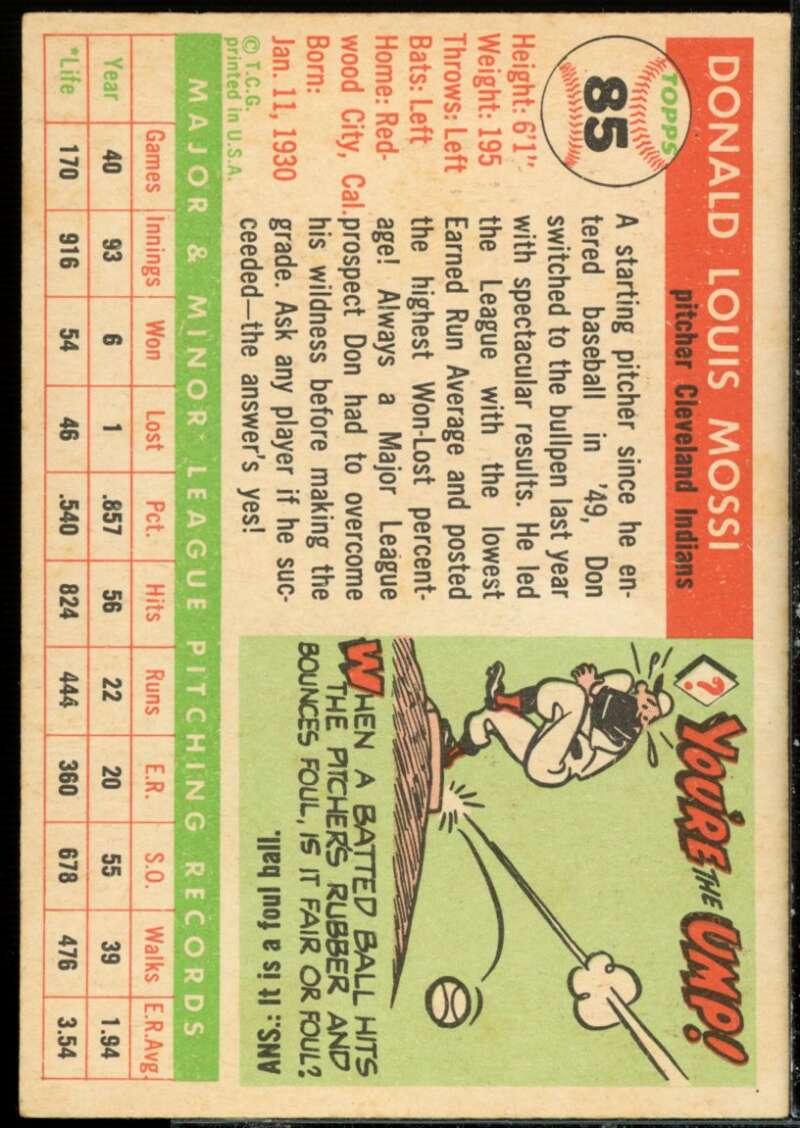 DONALD LOUIS MOSSI
pitcher Cleveland Indians
TOPPS
85
Height: 6'1"
Weight: 195
Throws: Left
Bats: Left
Home: Red-
wood City, Cal.
Born:
Jan. 11, 1930
© T.C.G.
printed in U.S.A.
A starting pitcher since he en-
tered baseball in '49, Don
switched to the bullpen last year
with spectacular results. He led
the League with the lowest
Earned Run Average and posted
the highest Won-Lost percent-
age! Always a Major League
prospect Don had to overcome
his wildness before making the
grade. Ask any player if he suc-
ceeded—the answer's yes!
?
YOU'RE THE UMP!
WHEN A BATTED BALL HITS
THE PITCHER'S RUBBER AND
BOUNCES FOUL, IS IT FAIR OR FOUL?
ANS.: It is a foul ball.
MAJOR & MINOR LEAGUE PITCHING RECORDS
Games Innings Won Lost Pct. Hits Runs E.R. S.O. Walks E.R.Avg.
Year 40 93 6 1 .857 56 22 20 55 39 1.94
*Life 170 916 54 46 .540 824 444 360 678 476 3.54